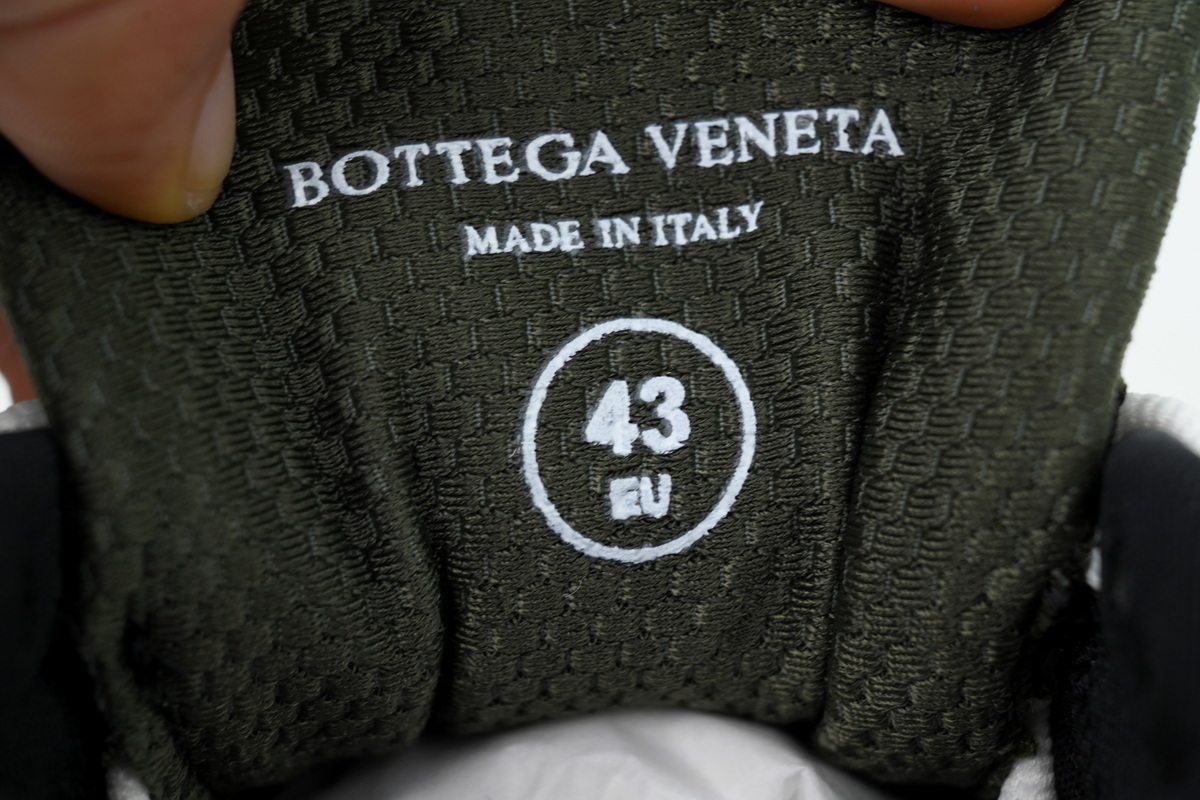 BOTTEGA VENETA
MADE IN ITALY
43
EU